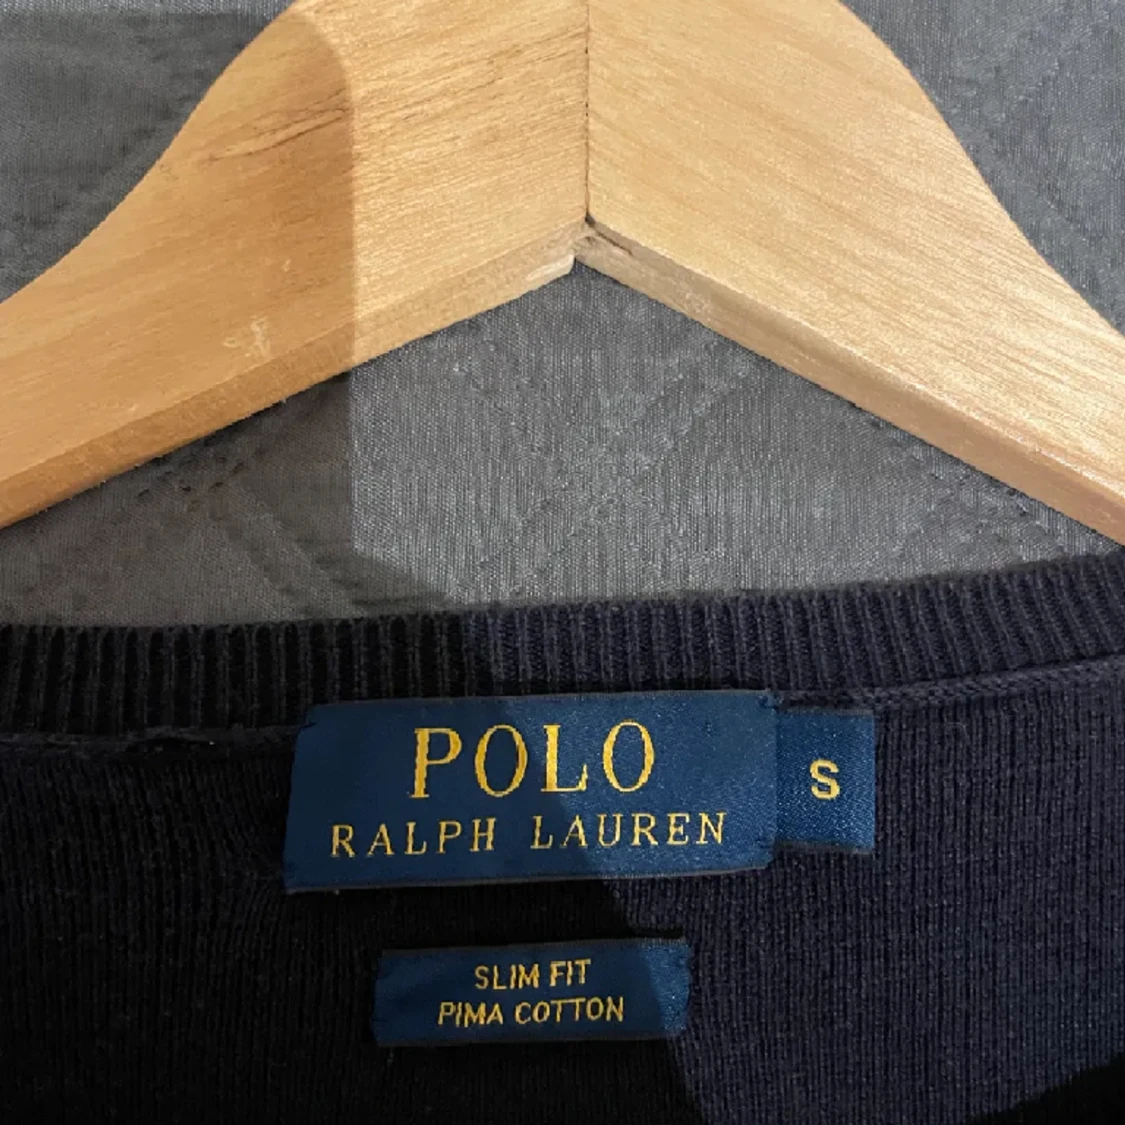 POLO
RALPH LAUREN
S
SLIM FIT
PIMA COTTON